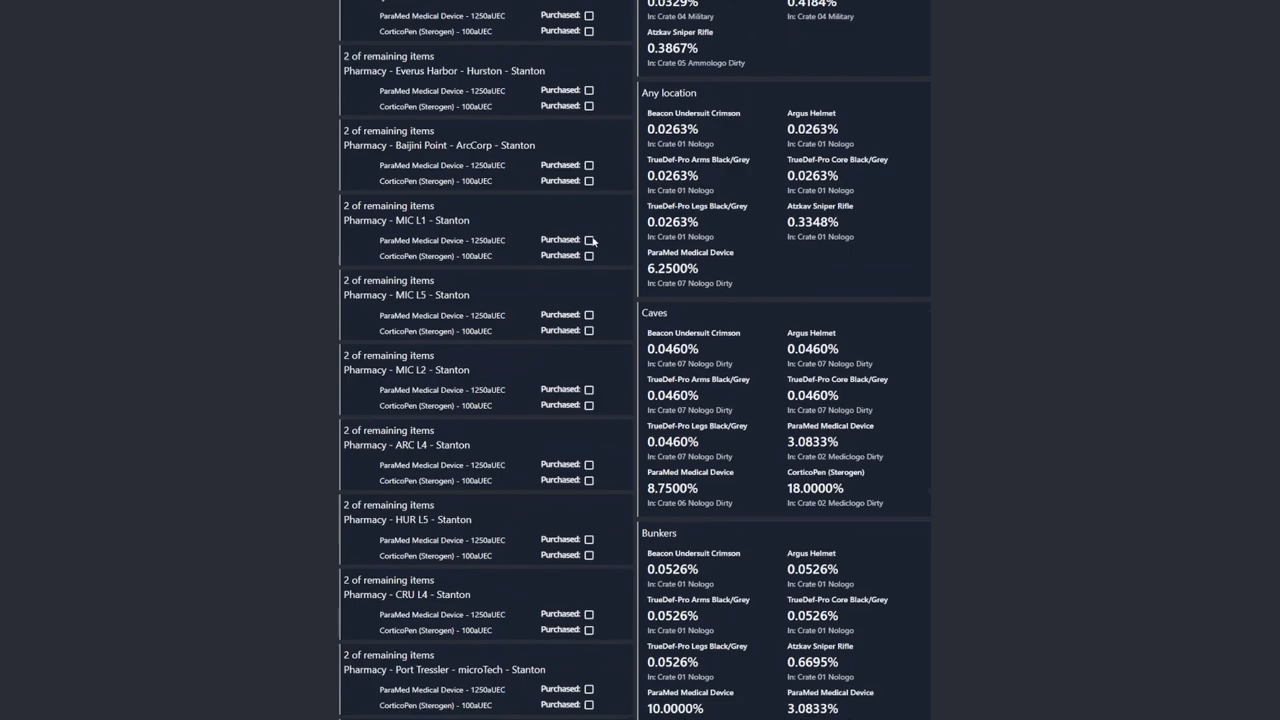 ParaMed Medical Device - 1250aUEC Purchased:
CorticoPen (Sterogen) - 100aUEC Purchased:
2 of remaining items
Pharmacy - Everus Harbor - Hurston - Stanton
ParaMed Medical Device - 1250aUEC Purchased:
CorticoPen (Sterogen) - 100aUEC Purchased:
2 of remaining items
Pharmacy - Baijini Point - ArcCorp - Stanton
ParaMed Medical Device - 1250aUEC Purchased:
CorticoPen (Sterogen) - 100aUEC Purchased:
2 of remaining items
Pharmacy - MIC L1 - Stanton
ParaMed Medical Device - 1250aUEC Purchased:
CorticoPen (Sterogen) - 100aUEC Purchased:
2 of remaining items
Pharmacy - MIC L5 - Stanton
ParaMed Medical Device - 1250aUEC Purchased:
CorticoPen (Sterogen) - 100aUEC Purchased:
2 of remaining items
Pharmacy - MIC L2 - Stanton
ParaMed Medical Device - 1250aUEC Purchased:
CorticoPen (Sterogen) - 100aUEC Purchased:
2 of remaining items
Pharmacy - ARC L4 - Stanton
ParaMed Medical Device - 1250aUEC Purchased:
CorticoPen (Sterogen) - 100aUEC Purchased:
2 of remaining items
Pharmacy - HUR L5 - Stanton
ParaMed Medical Device - 1250aUEC Purchased:
CorticoPen (Sterogen) - 100aUEC Purchased:
2 of remaining items
Pharmacy - CRU L4 - Stanton
ParaMed Medical Device - 1250aUEC Purchased:
CorticoPen (Sterogen) - 100aUEC Purchased:
2 of remaining items
Pharmacy - Port Tressler - microTech - Stanton
ParaMed Medical Device - 1250aUEC Purchased:
CorticoPen (Sterogen) - 100aUEC Purchased:
0.0329% 0.4184%
In: Crate 04 Military In: Crate 04 Military
Atzkav Sniper Rifle
0.3867%
In: Crate 05 Ammologo Dirty
Any location
Beacon Undersuit Crimson Argus Helmet
0.0263% 0.0263%
In: Crate 01 Nologo In: Crate 01 Nologo
TrueDef-Pro Arms Black/Grey TrueDef-Pro Core Black/Grey
0.0263% 0.0263%
In: Crate 01 Nologo In: Crate 01 Nologo
TrueDef-Pro Legs Black/Grey Atzkav Sniper Rifle
0.0263% 0.3348%
In: Crate 01 Nologo In: Crate 01 Nologo
ParaMed Medical Device
6.2500%
In: Crate 07 Nologo Dirty
Caves
Beacon Undersuit Crimson Argus Helmet
0.0460% 0.0460%
In: Crate 07 Nologo Dirty In: Crate 07 Nologo Dirty
TrueDef-Pro Arms Black/Grey TrueDef-Pro Core Black/Grey
0.0460% 0.0460%
In: Crate 07 Nologo Dirty In: Crate 07 Nologo Dirty
TrueDef-Pro Legs Black/Grey ParaMed Medical Device
0.0460% 3.0833%
In: Crate 07 Nologo Dirty In: Crate 02 Mediclogo Dirty
ParaMed Medical Device CorticoPen (Sterogen)
8.7500% 18.0000%
In: Crate 06 Nologo Dirty In: Crate 02 Mediclogo Dirty
Bunkers
Beacon Undersuit Crimson Argus Helmet
0.0526% 0.0526%
In: Crate 01 Nologo In: Crate 01 Nologo
TrueDef-Pro Arms Black/Grey TrueDef-Pro Core Black/Grey
0.0526% 0.0526%
In: Crate 01 Nologo In: Crate 01 Nologo
TrueDef-Pro Legs Black/Grey Atzkav Sniper Rifle
0.0526% 0.6695%
In: Crate 01 Nologo In: Crate 01 Nologo
ParaMed Medical Device ParaMed Medical Device
10.0000% 3.0833%